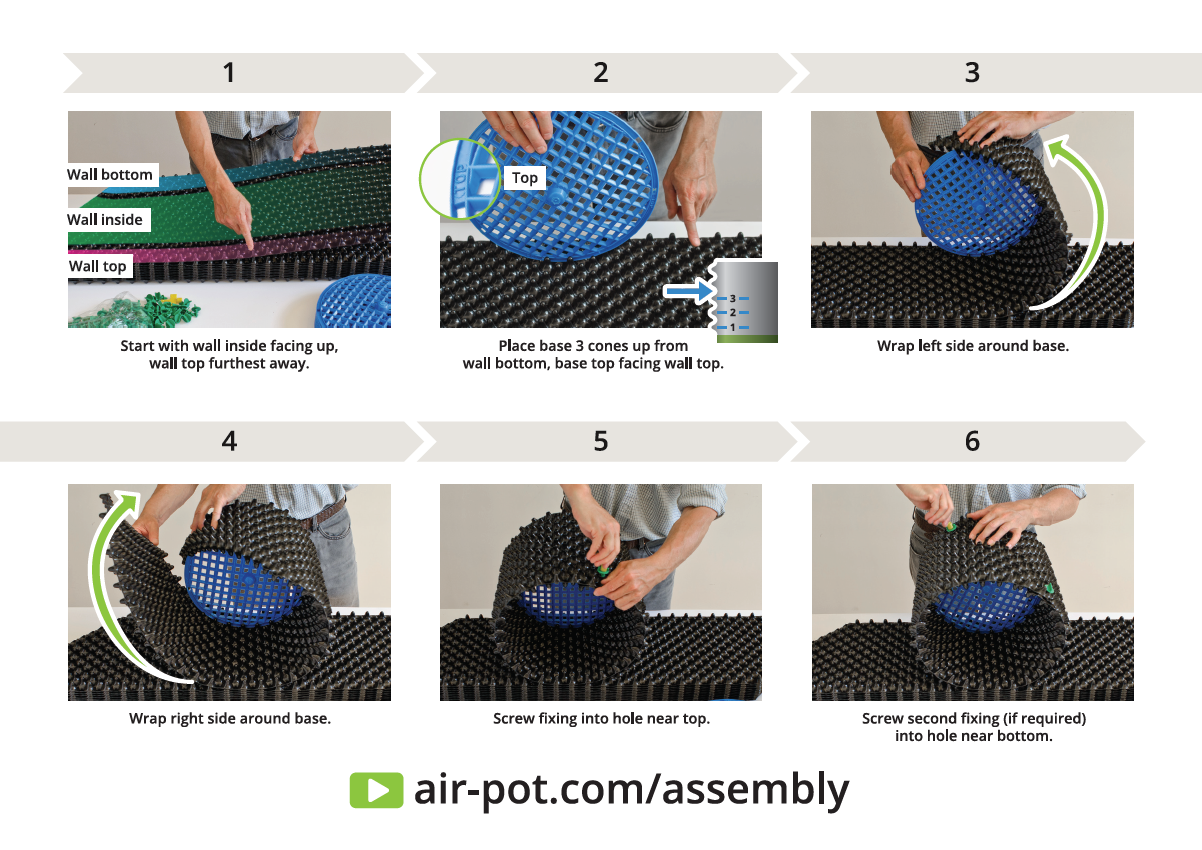 1
2
3
Wall bottom
Wall inside
Wall top
Top
3
2
1
Start with wall inside facing up,
wall top furthest away.
Place base 3 cones up from
wall bottom, base top facing wall top.
Wrap left side around base.
4
5
6
Wrap right side around base.
Screw fixing into hole near top.
Screw second fixing (if required)
into hole near bottom.
air-pot.com/assembly